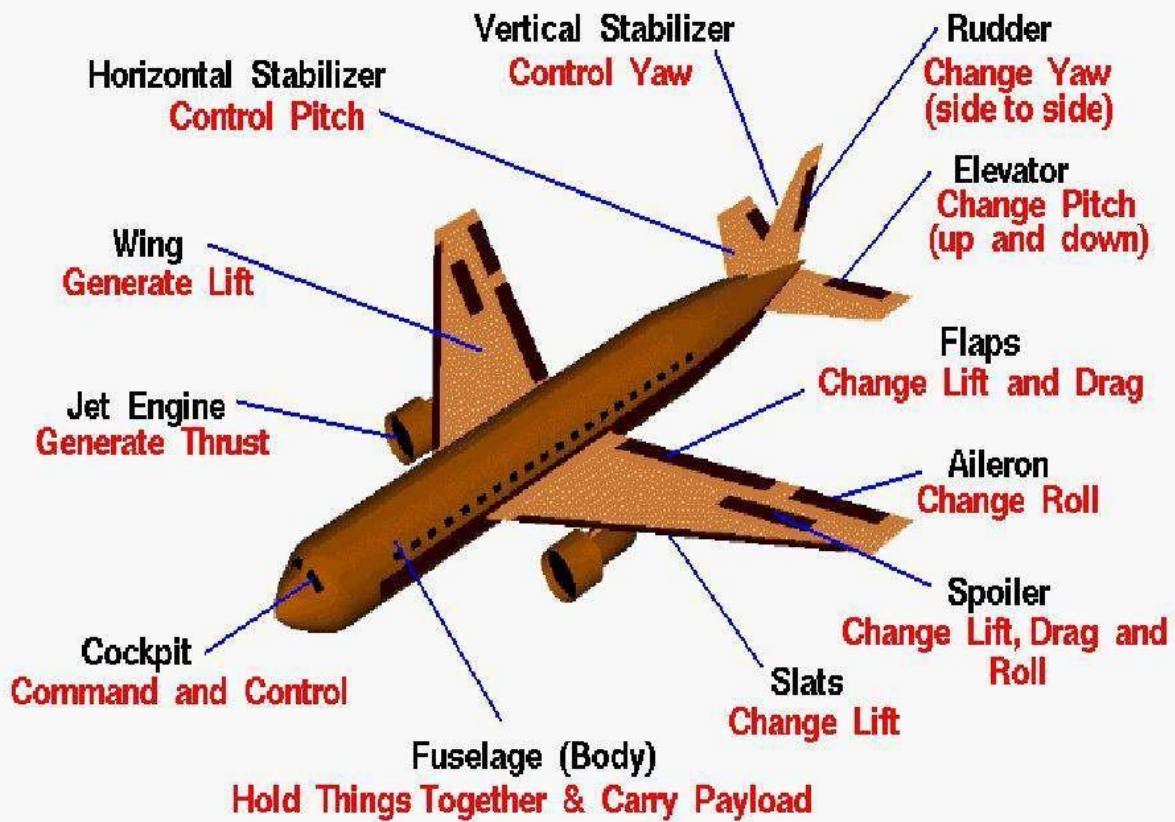 Vertical Stabilizer
Control Yaw
Rudder
Change Yaw
(side to side)
Horizontal Stabilizer
Control Pitch
Elevator
Change Pitch
(up and down)
Wing
Generate Lift
Flaps
Change Lift and Drag
Jet Engine
Generate Thrust
Aileron
Change Roll
Spoiler
Change Lift, Drag and
Roll
Cockpit
Command and Control
Slats
Change Lift
Fuselage (Body)
Hold Things Together & Carry Payload